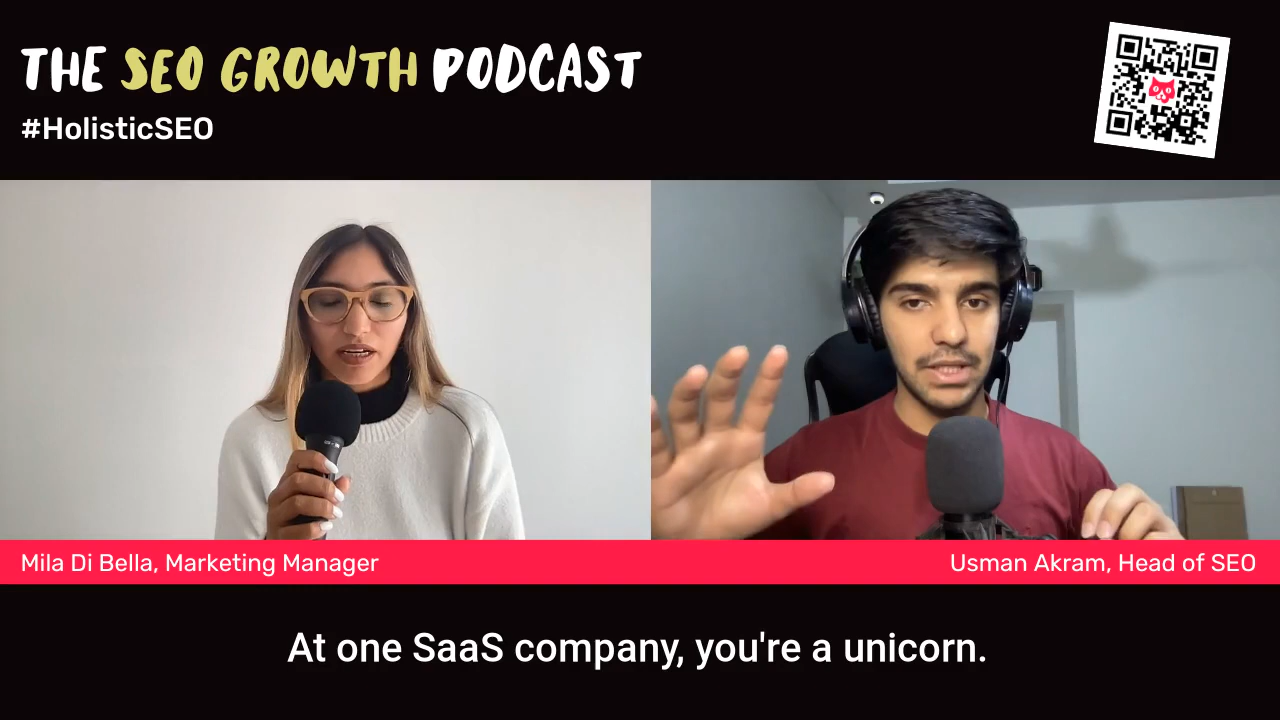 THE SEO GROWTH PODCAST
#HolisticSEO
Mila Di Bella, Marketing Manager
Usman Akram, Head of SEO
At one SaaS company, you're a unicorn.